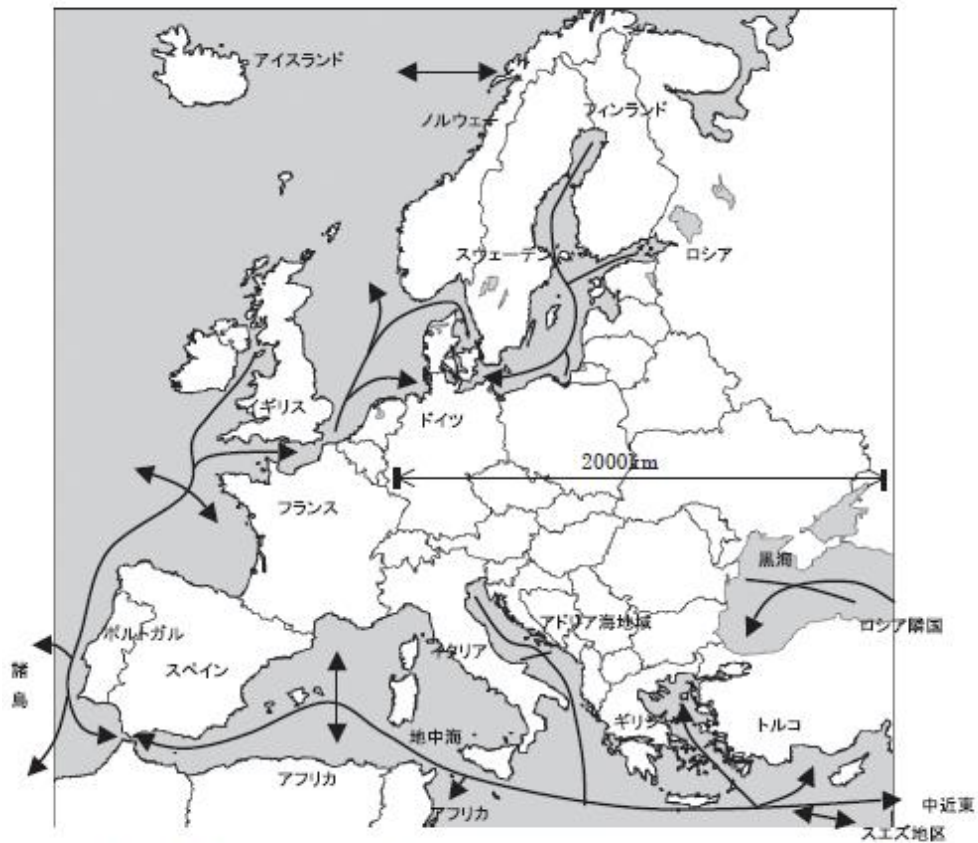 アイスランド
ノルウェー
フィンランド
スウェーデン
ロシア
イギリス
ドイツ
2000km
フランス
黒海
ポルトガル
スペイン
イタリア
アドリア海地域
ロシア隣国
諸島
地中海
ギリシャ
トルコ
アフリカ
アフリカ
中近東
スエズ地区